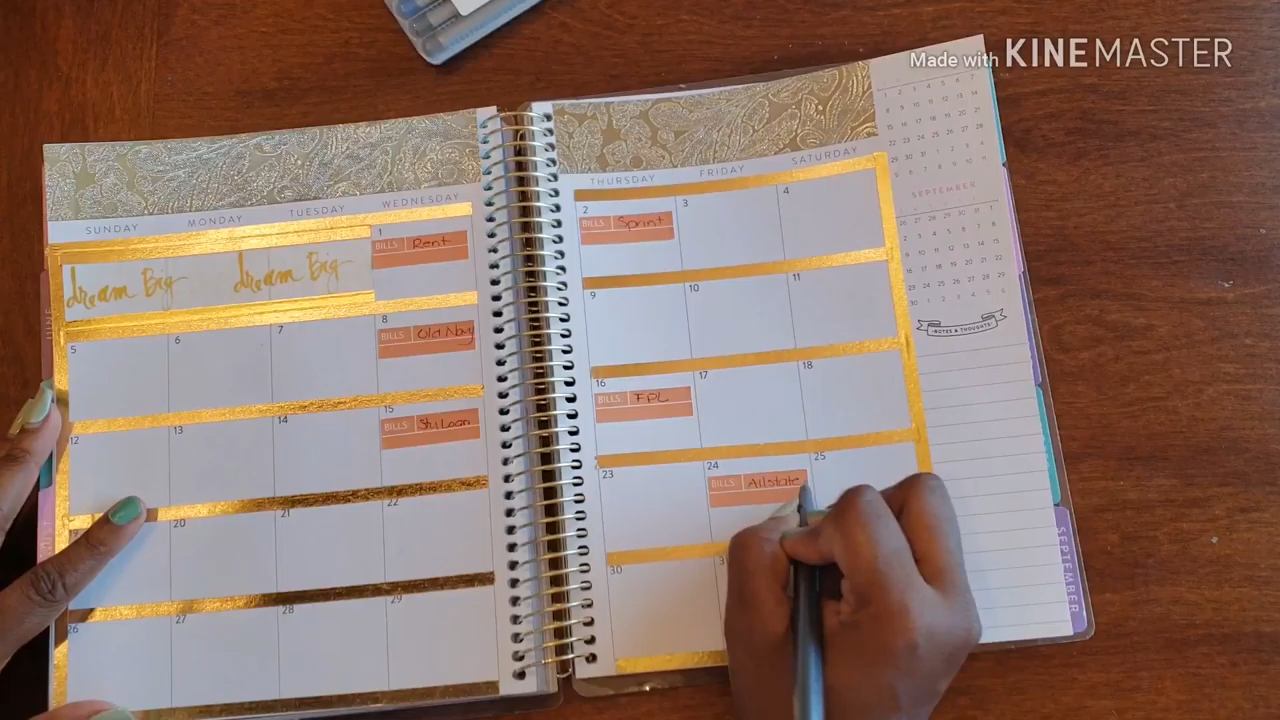 Made with KINEMASTER
SUNDAY MONDAY TUESDAY WEDNESDAY
THURSDAY FRIDAY SATURDAY
dream Big dream Big
1
BILLS: Rent
2
BILLS: Sprint
3
4
5
6
7
8
BILLS: Old Navy
9
10
11
12
13
14
15
BILLS: Stu Loan
16
BILLS: FPL
17
18
20
21
22
23
24
BILLS: Allstate
25
26
27
28
29
30
SEPTEMBER
NOTES & THOUGHTS
JUNE
SEPTEMBER